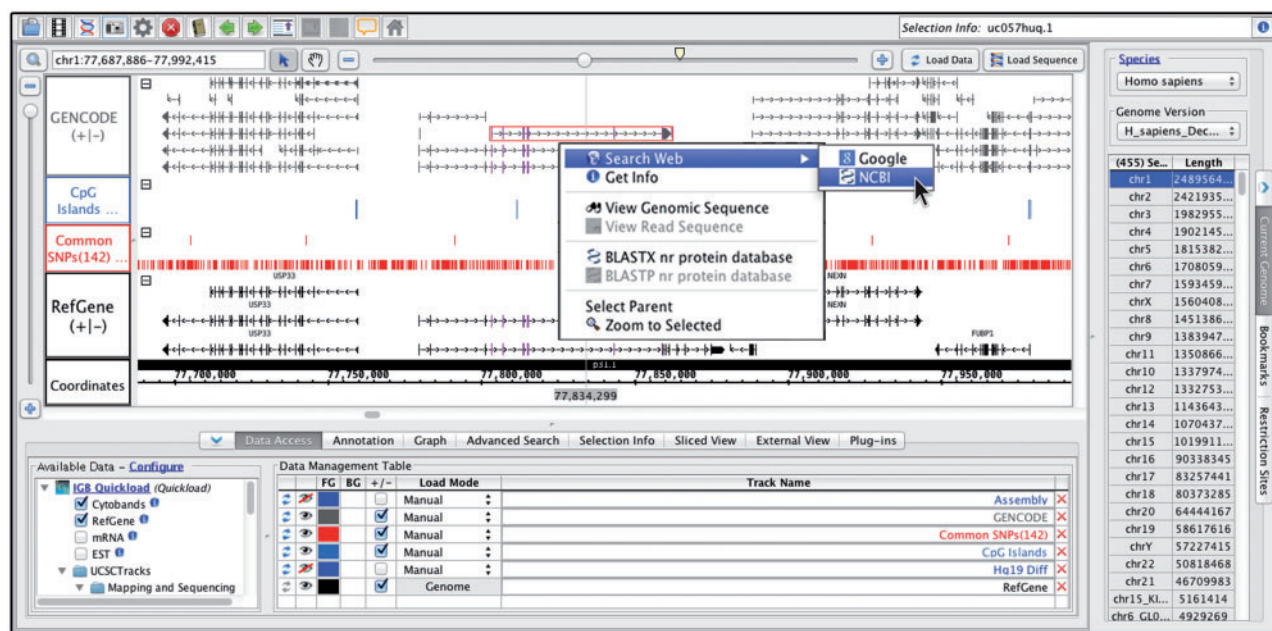 Selection Info: uc057huq.1
chr1:77,687,886-77,992,415
Load Data
Load Sequence
GENCODE
(+|-)
CpG
Islands ...
Common
SNPs(142) ...
RefGene
(+|-)
Coordinates
USP33
USP33
USP33
NEXN
NEXN
FUBP1
p31.1
77,700,000
77,750,000
77,800,000
77,850,000
77,900,000
77,950,000
77,834,299
Search Web
Get Info
View Genomic Sequence
View Read Sequence
BLASTX nr protein database
BLASTP nr protein database
Select Parent
Zoom to Selected
Google
NCBI
Species
Homo sapiens
Genome Version
H_sapiens_Dec...
(455) Se... Length
chr1 2489564...
chr2 2421935...
chr3 1982955...
chr4 1902145...
chr5 1815382...
chr6 1708059...
chr7 1593459...
chrX 1560408...
chr8 1451386...
chr9 1383947...
chr11 1350866...
chr10 1337974...
chr12 1332753...
chr13 1143643...
chr14 1070437...
chr15 1019911...
chr16 90338345
chr17 83257441
chr18 80373285
chr20 64444167
chr19 58617616
chrY 57227415
chr22 50818468
chr21 46709983
chr15_KI... 5161414
chr6_GL0... 4929269
Current Genome
Bookmarks
Restriction Sites
Data Access Annotation Graph Advanced Search Selection Info Sliced View External View Plug-ins
Available Data - Configure
IGB Quickload (Quickload)
Cytobands
RefGene
mRNA
EST
UCSCTracks
Mapping and Sequencing
Data Management Table
FG BG +/- Load Mode Track Name
Manual Assembly
Manual GENCODE
Manual Common SNPs(142)
Manual CpG Islands
Manual Hg19 Diff
Genome RefGene